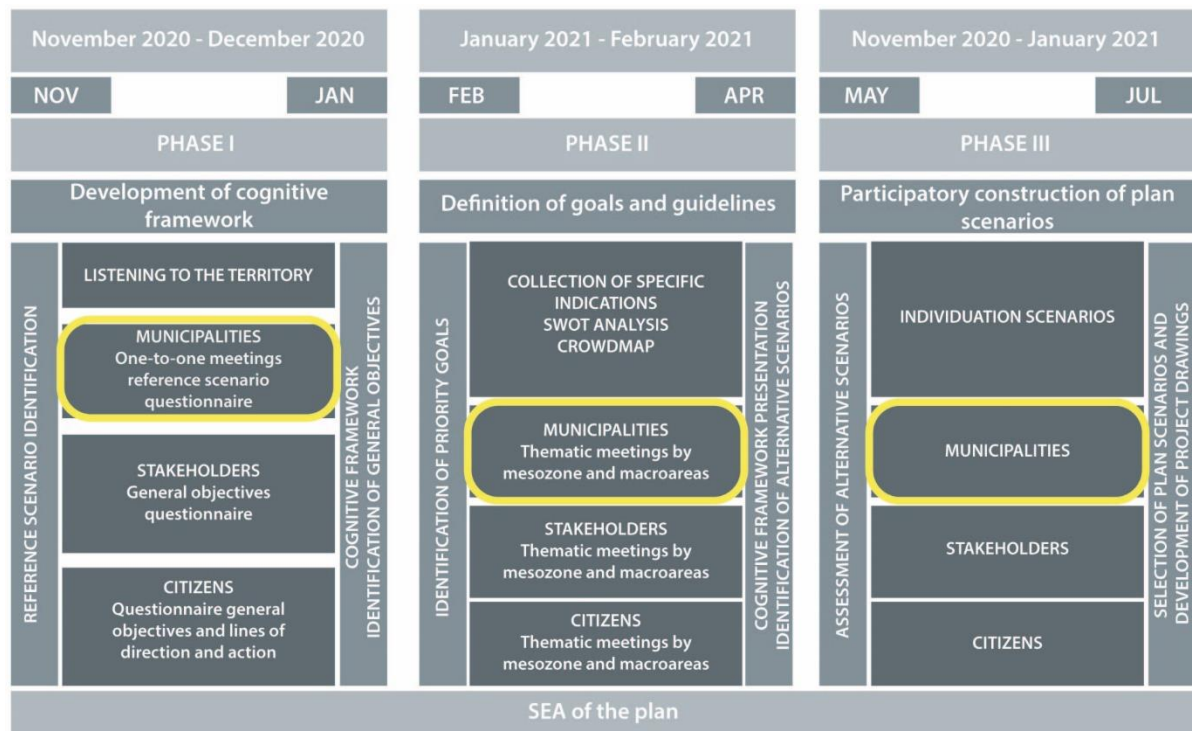 November 2020 - December 2020
NOV
JAN
PHASE I
Development of cognitive
framework
REFERENCE SCENARIO IDENTIFICATION
LISTENING TO THE TERRITORY
MUNICIPALITIES
One-to-one meetings
reference scenario
questionnaire
STAKEHOLDERS
General objectives
questionnaire
CITIZENS
Questionnaire general
objectives and lines of
direction and action
COGNITIVE FRAMEWORK
IDENTIFICATION OF GENERAL OBJECTIVES
January 2021 - February 2021
FEB
APR
PHASE II
Definition of goals and guidelines
IDENTIFICATION OF PRIORITY GOALS
COLLECTION OF SPECIFIC
INDICATIONS
SWOT ANALYSIS
CROWDMAP
MUNICIPALITIES
Thematic meetings by
mesozone and macroareas
STAKEHOLDERS
Thematic meetings by
mesozone and macroareas
CITIZENS
Thematic meetings by
mesozone and macroareas
COGNITIVE FRAMEWORK PRESENTATION
IDENTIFICATION OF ALTERNATIVE SCENARIOS
November 2020 - January 2021
MAY
JUL
PHASE III
Participatory construction of plan
scenarios
ASSESSMENT OF ALTERNATIVE SCENARIOS
INDIVIDUATION SCENARIOS
MUNICIPALITIES
STAKEHOLDERS
CITIZENS
SELECTION OF PLAN SCENARIOS AND
DEVELOPMENT OF PROJECT DRAWINGS
SEA of the plan